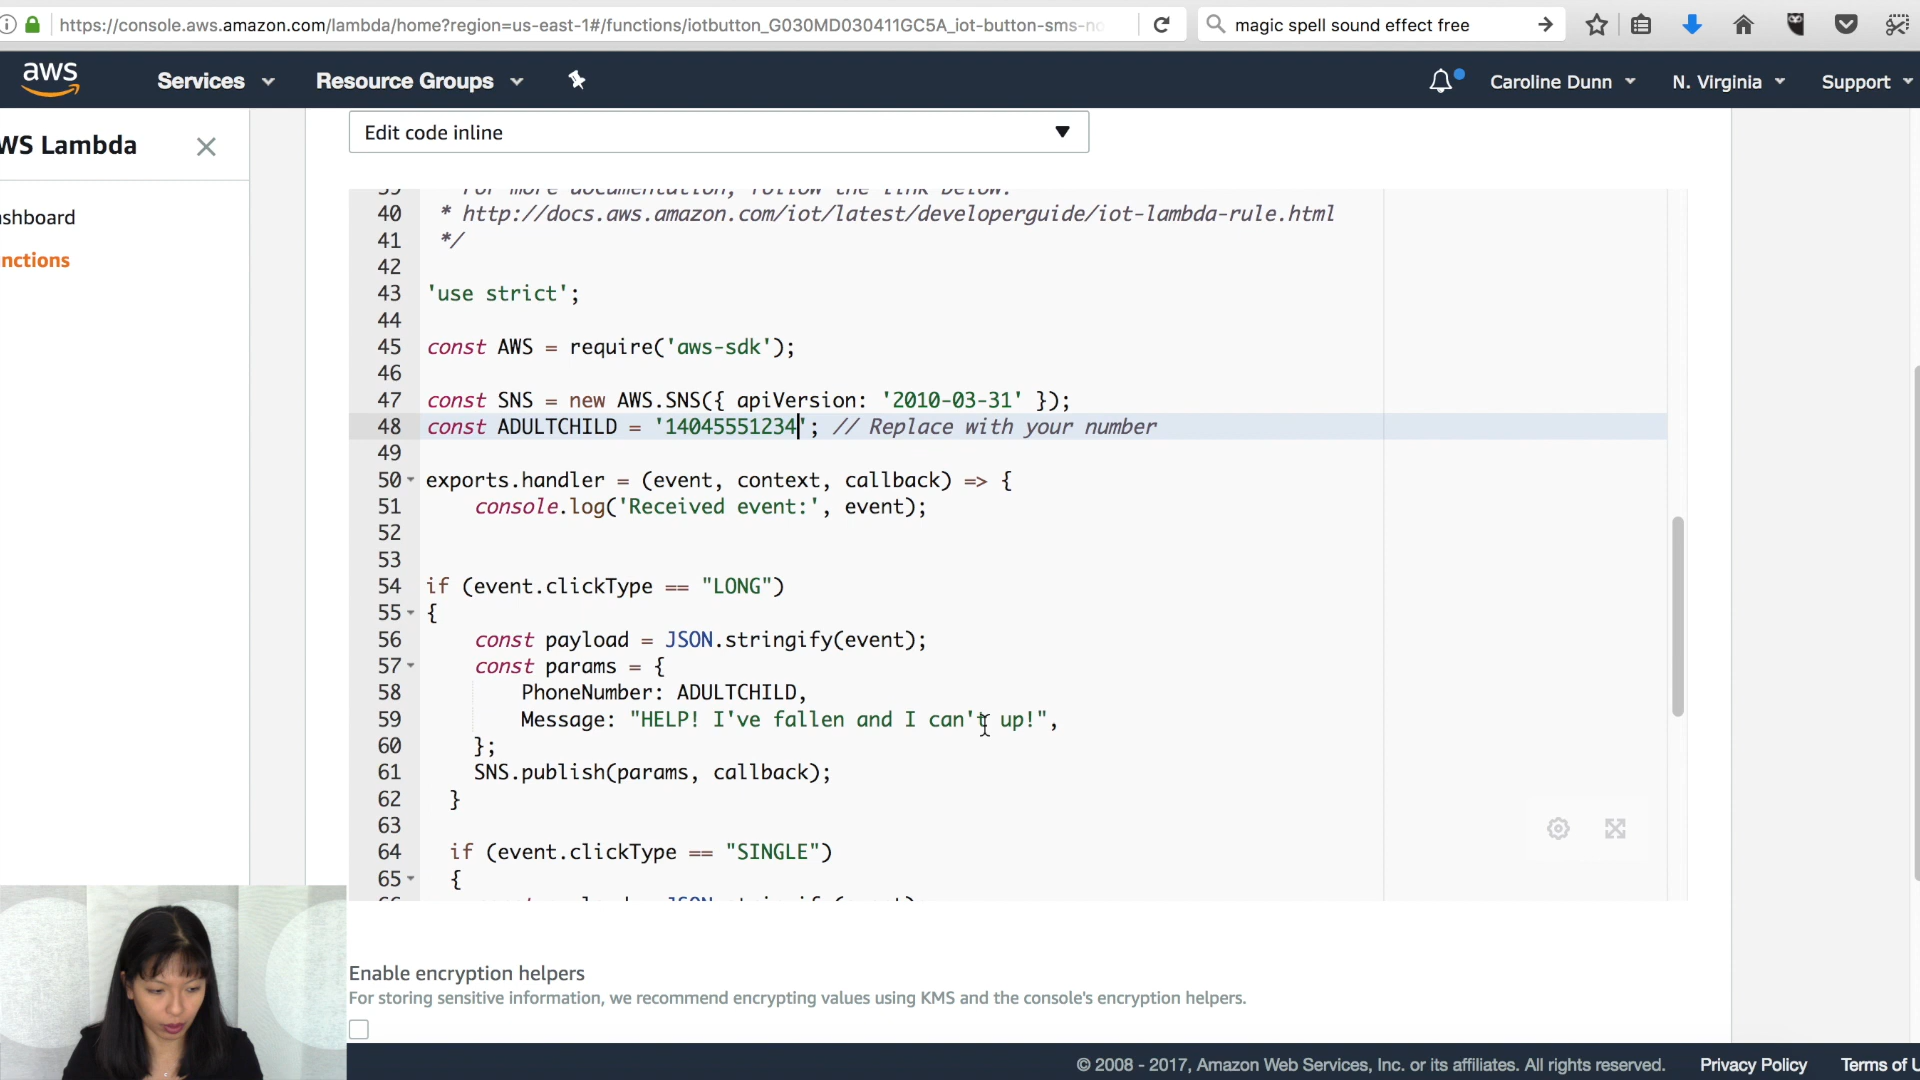 https://console.aws.amazon.com/lambda/home?region=us-east-1#/functions/iotbutton_G030MD030411GC5A_iot-button-sms-no
magic spell sound effect free
aws
Services
Resource Groups
Caroline Dunn
N. Virginia
Support
WS Lambda
shboard
nctions
Edit code inline
39 For more documentation, follow the link below.
40 * http://docs.aws.amazon.com/iot/latest/developerguide/iot-lambda-rule.html
41 */
42
43 'use strict';
44
45 const AWS = require('aws-sdk');
46
47 const SNS = new AWS.SNS({ apiVersion: '2010-03-31' });
48 const ADULTCHILD = '14045551234'; // Replace with your number
49
50 exports.handler = (event, context, callback) => {
51 console.log('Received event:', event);
52
53
54 if (event.clickType == "LONG")
55 {
56 const payload = JSON.stringify(event);
57 const params = {
58 PhoneNumber: ADULTCHILD,
59 Message: "HELP! I've fallen and I can't up!",
60 };
61 SNS.publish(params, callback);
62 }
63
64 if (event.clickType == "SINGLE")
65 {
Enable encryption helpers
For storing sensitive information, we recommend encrypting values using KMS and the console's encryption helpers.
© 2008 - 2017, Amazon Web Services, Inc. or its affiliates. All rights reserved.
Privacy Policy
Terms of U